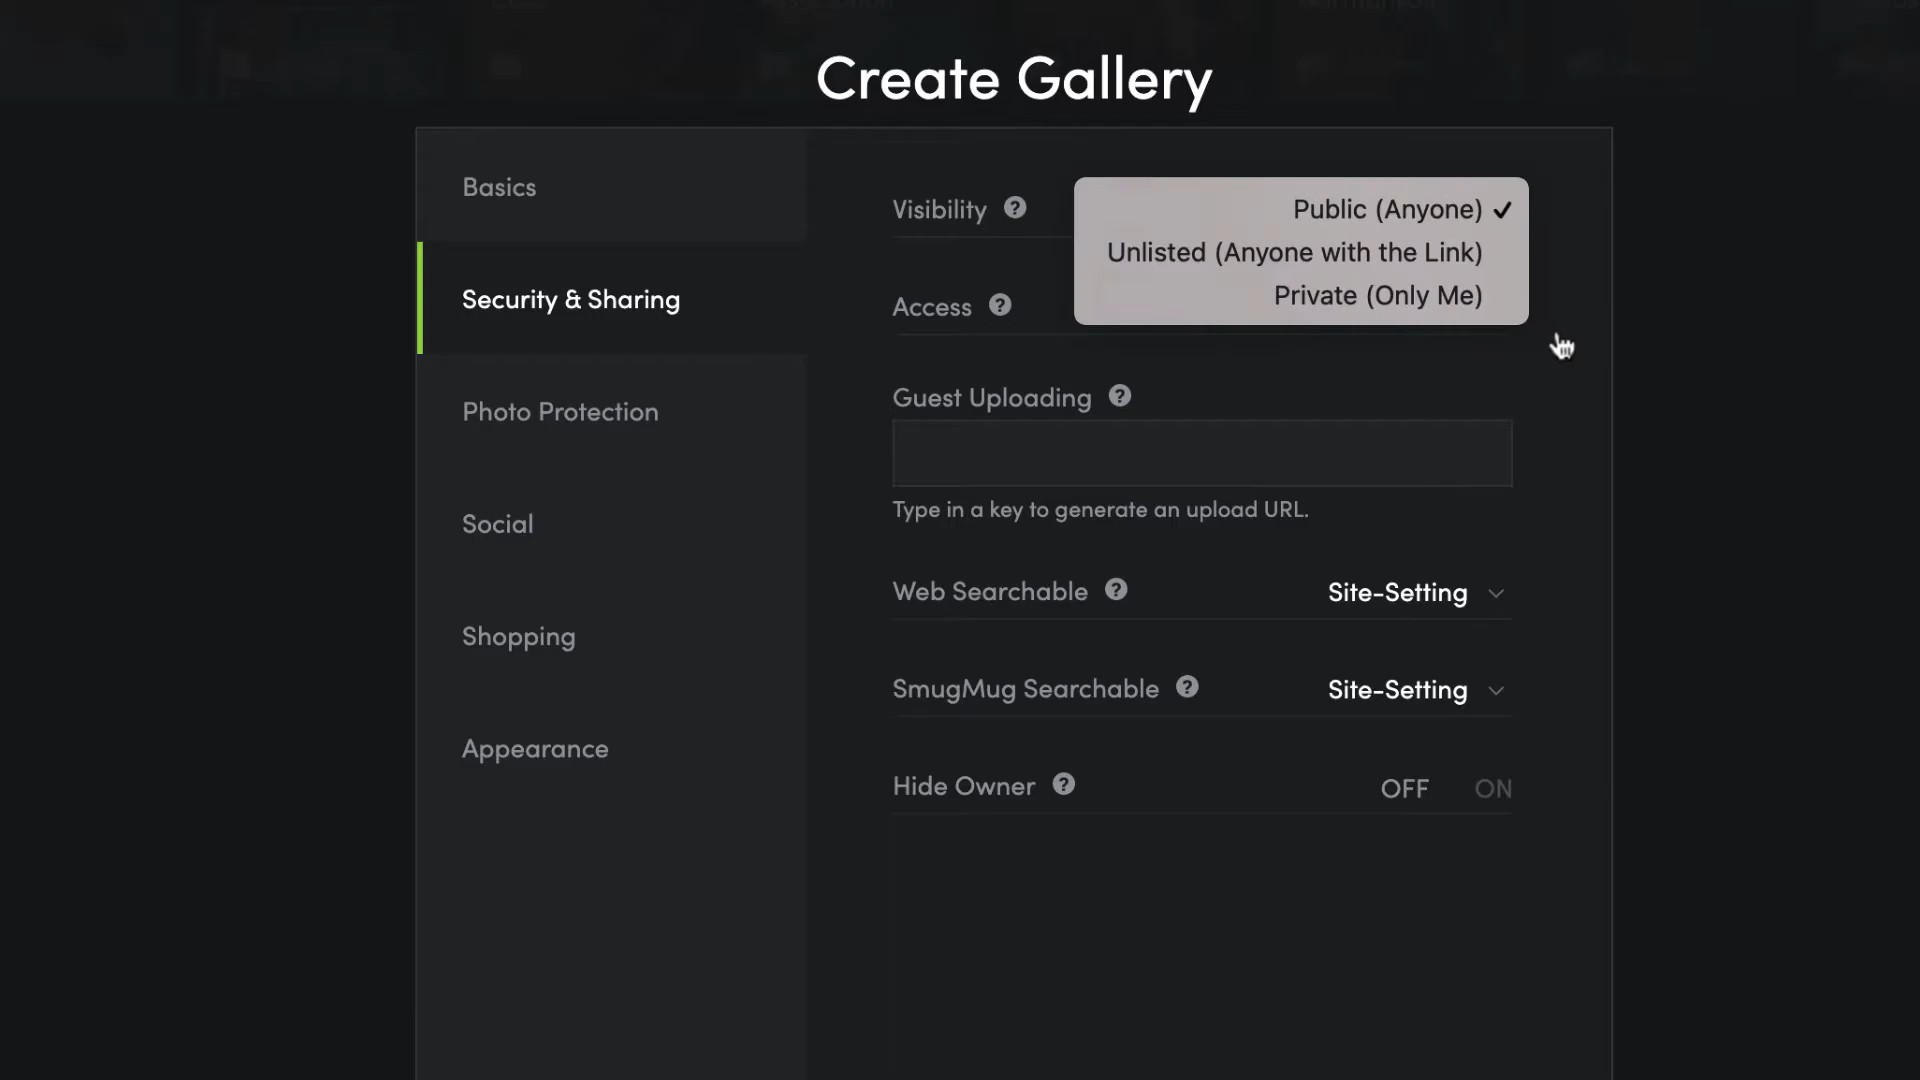 Create Gallery
Basics
Security & Sharing
Photo Protection
Social
Shopping
Appearance
Visibility ?
Public (Anyone) ✓
Unlisted (Anyone with the Link)
Private (Only Me)
Access ?
Guest Uploading ?
Type in a key to generate an upload URL.
Web Searchable ? Site-Setting
SmugMug Searchable ? Site-Setting
Hide Owner ? OFF ON